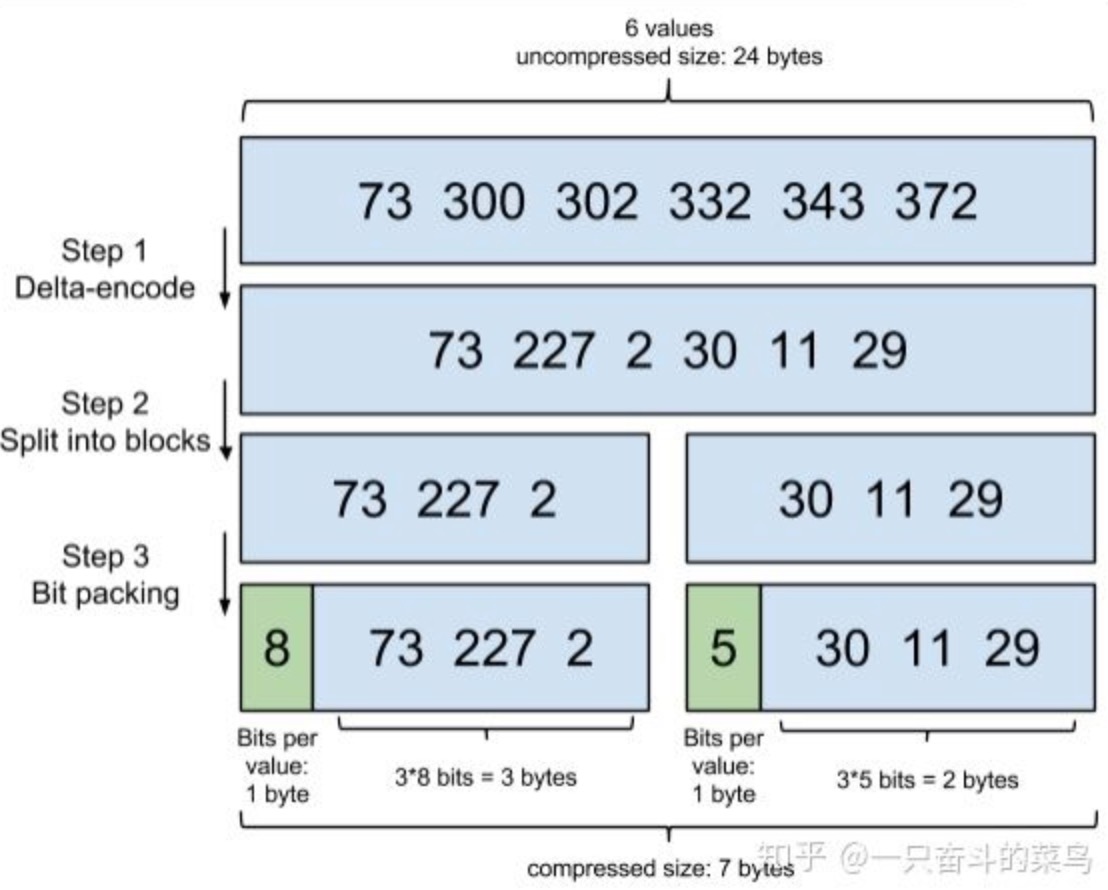 6 values
uncompressed size: 24 bytes
73 300 302 332 343 372
Step 1
Delta-encode
73 227 2 30 11 29
Step 2
Split into blocks
73 227 2
30 11 29
Step 3
Bit packing
8
73 227 2
5
30 11 29
Bits per
value:
1 byte
3*8 bits = 3 bytes
Bits per
value:
1 byte
3*5 bits = 2 bytes
compressed size: 7 bytes
知乎 @一只奋斗的菜鸟